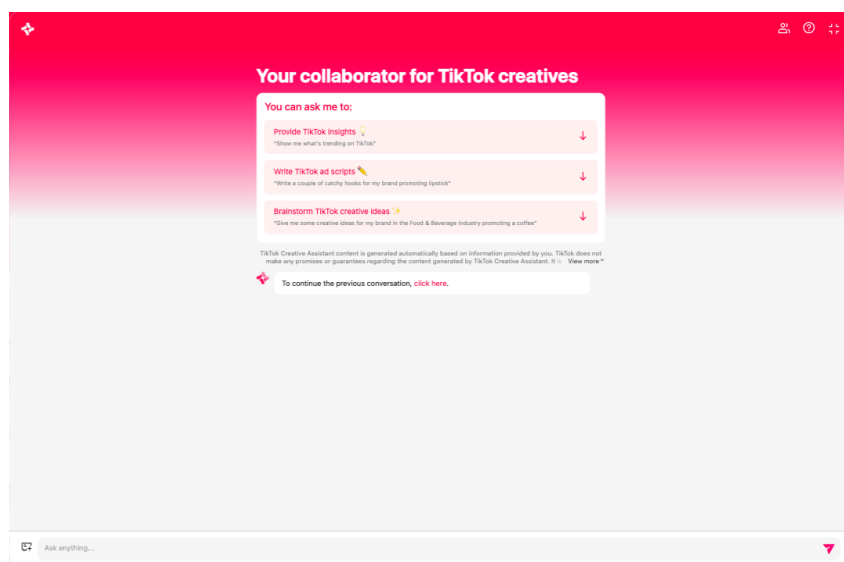 Your collaborator for TikTok creatives
You can ask me to:
Provide TikTok Insights 💡
"Show me what's trending on TikTok"
Write TikTok ad scripts ✏️
"Write a couple of catchy hooks for my brand promoting lipstick"
Brainstorm TikTok creative ideas ✨
"Give me some creative ideas for my brand in the Food & Beverage industry promoting a coffee"
TikTok Creative Assistant content is generated automatically based on information provided by you. TikTok does not
make any promises or guarantees regarding the content generated by TikTok Creative Assistant. It is View more
To continue the previous conversation, click here.
Ask anything...